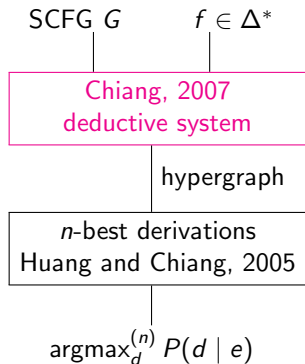 SCFG G f ∈ Δ*
Chiang, 2007
deductive system
hypergraph
n-best derivations
Huang and Chiang, 2005
argmax_d^(n) P(d | e)